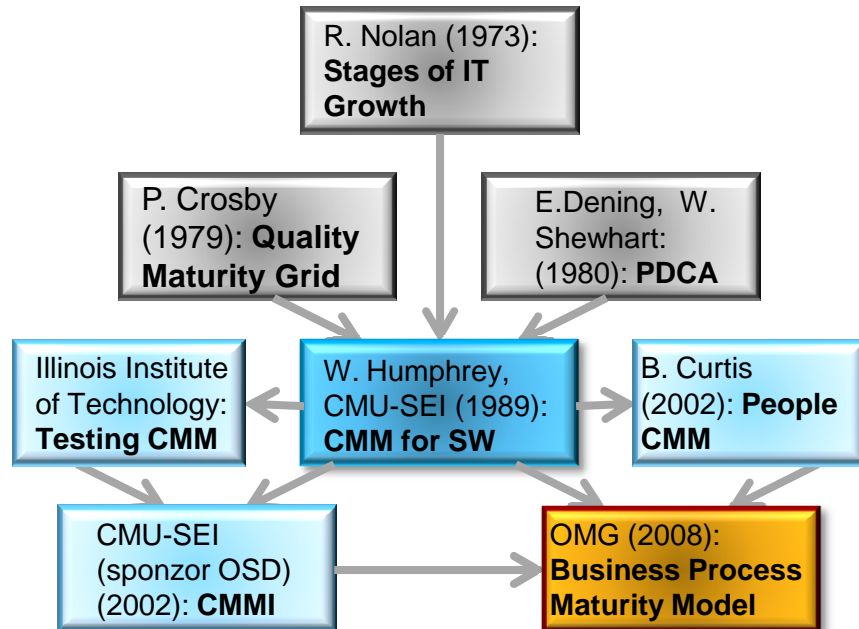 R. Nolan (1973):
Stages of IT
Growth
P. Crosby
(1979): Quality
Maturity Grid
E.Dening, W.
Shewhart:
(1980): PDCA
Illinois Institute
of Technology:
Testing CMM
W. Humphrey,
CMU-SEI (1989):
CMM for SW
B. Curtis
(2002): People
CMM
CMU-SEI
(sponzor OSD)
(2002): CMMI
OMG (2008):
Business Process
Maturity Model